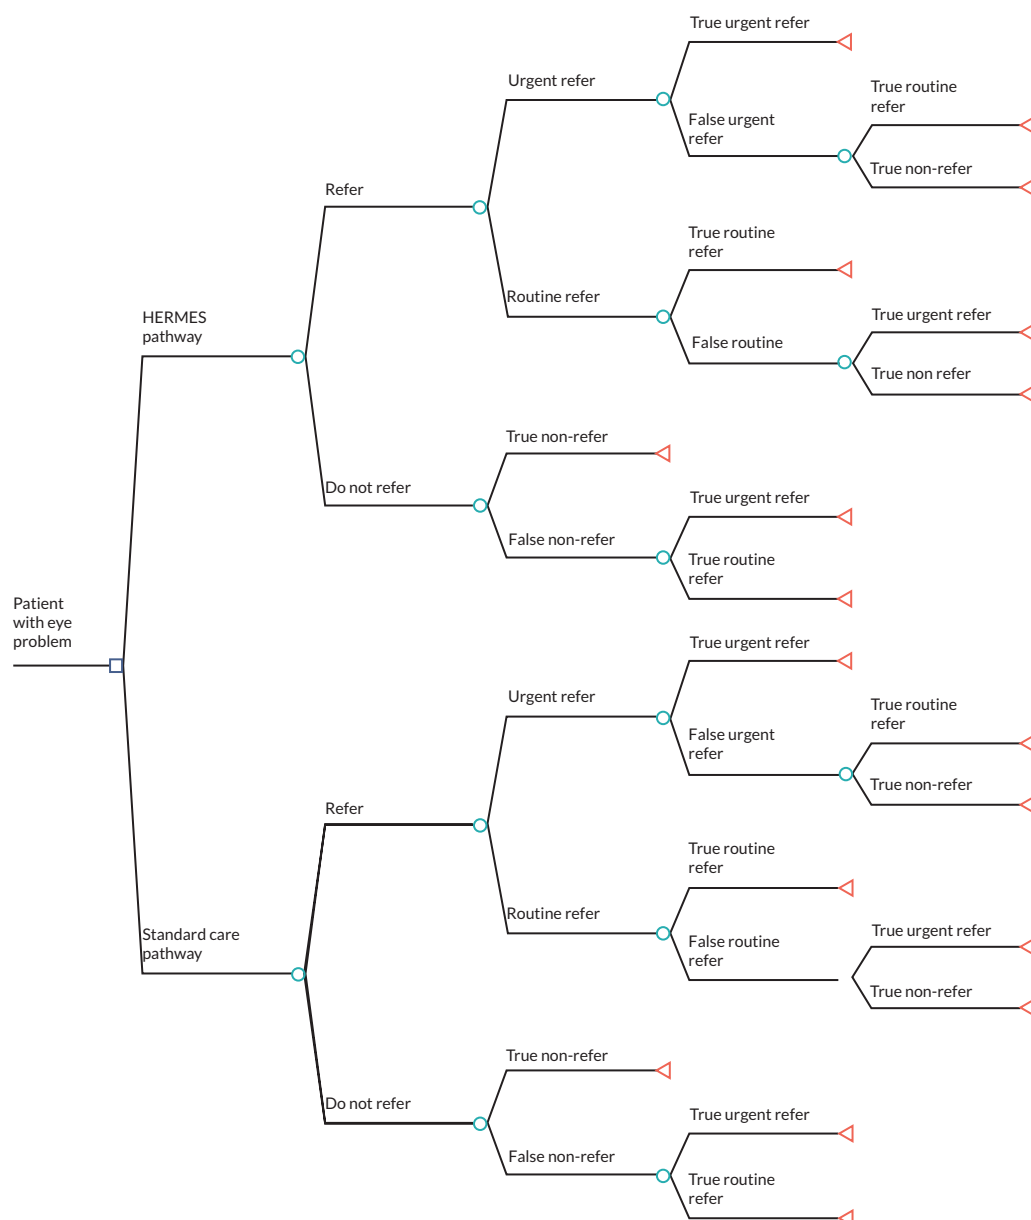 True urgent refer
Urgent refer
True routine
refer
False urgent
refer
True non-refer
Refer
True routine
refer
Routine refer
HERMES
pathway
True urgent refer
False routine
True non refer
True non-refer
Do not refer
True urgent refer
False non-refer
True routine
refer
Patient
with eye
problem
True urgent refer
Urgent refer
True routine
refer
False urgent
refer
True non-refer
Refer
True routine
refer
Routine refer
Standard care
pathway
True urgent refer
False routine
refer
True non-refer
True non-refer
Do not refer
True urgent refer
False non-refer
True routine
refer